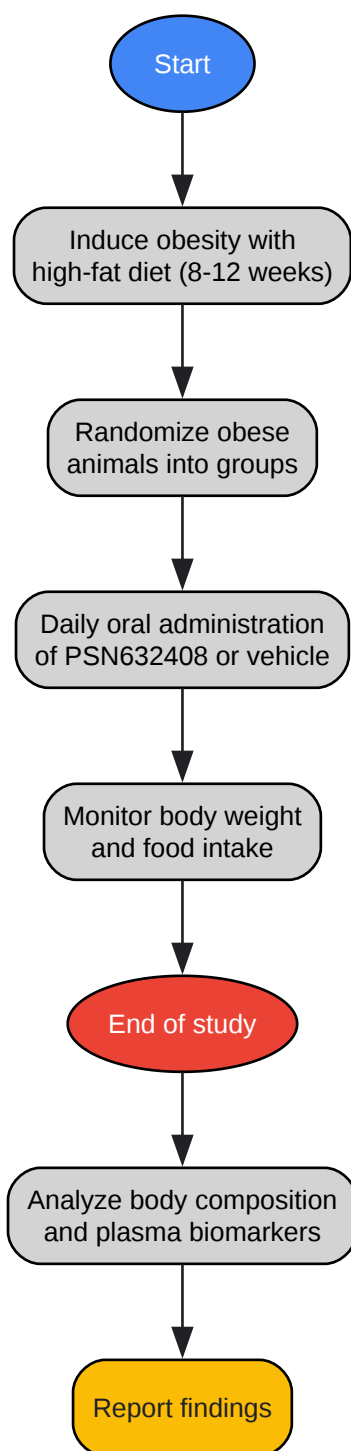 Start
Induce obesity with
high-fat diet (8-12 weeks)
Randomize obese
animals into groups
Daily oral administration
of PSN632408 or vehicle
Monitor body weight
and food intake
End of study
Analyze body composition
and plasma biomarkers
Report findings